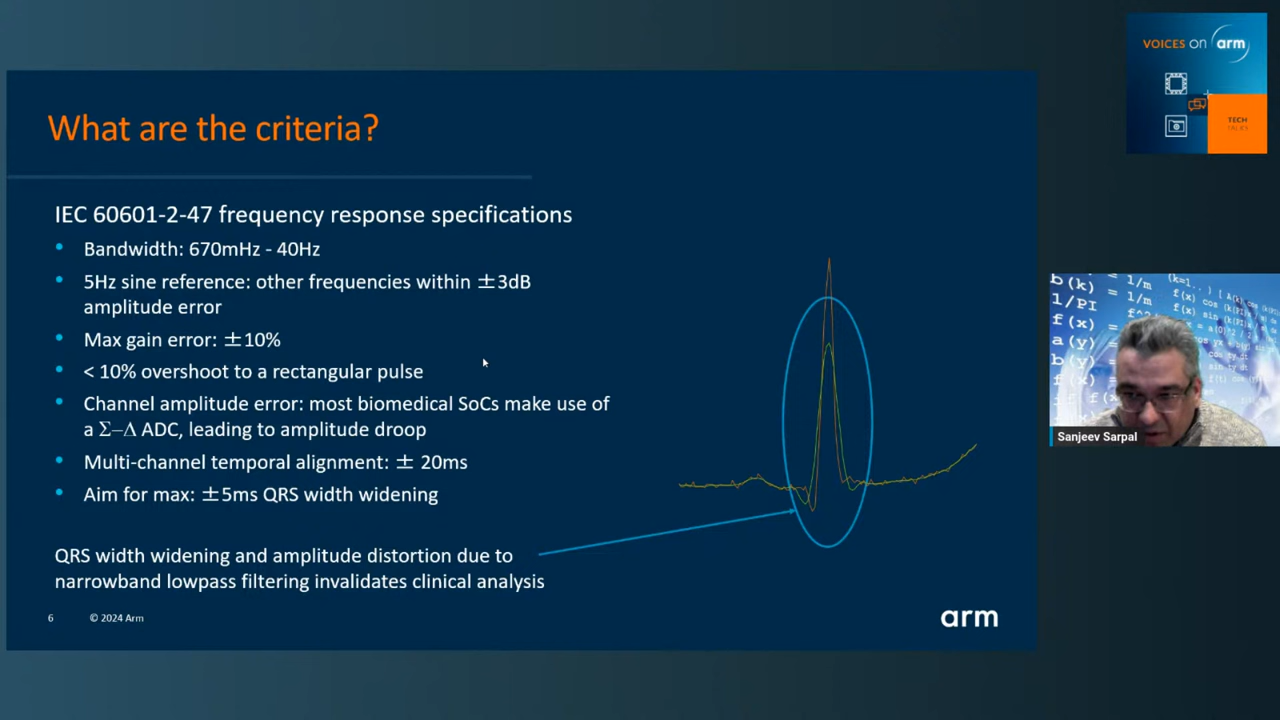 VOICES on arm
TECH
TALKS
What are the criteria?
IEC 60601-2-47 frequency response specifications
• Bandwidth: 670mHz - 40Hz
• 5Hz sine reference: other frequencies within ±3dB
amplitude error
• Max gain error: ±10%
• < 10% overshoot to a rectangular pulse
• Channel amplitude error: most biomedical SoCs make use of
a Σ–Δ ADC, leading to amplitude droop
• Multi-channel temporal alignment: ± 20ms
• Aim for max: ±5ms QRS width widening
QRS width widening and amplitude distortion due to
narrowband lowpass filtering invalidates clinical analysis
6 © 2024 Arm
arm
b(k)
1/PI
f(x)
a(y)
Sanjeev Sarpal